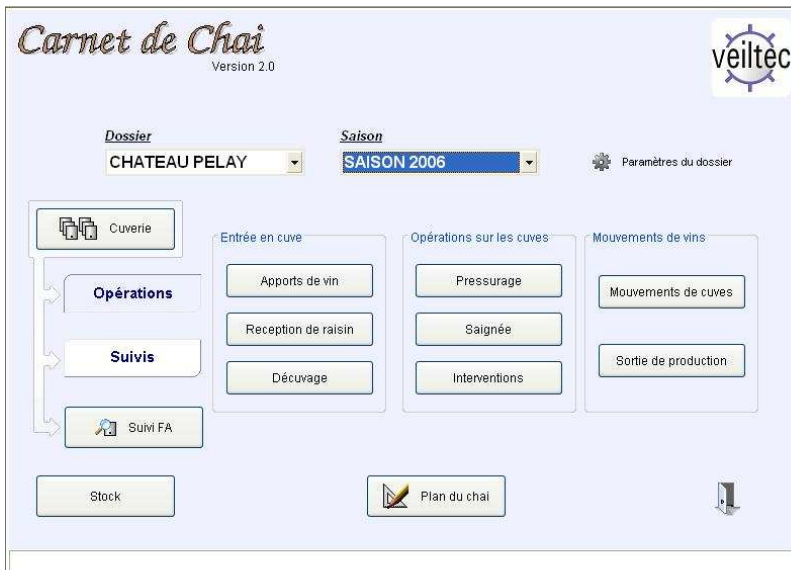 Carnet de Chai
Version 2.0
veiltec
Dossier
Saison
CHATEAU PELAY
SAISON 2006
Paramètres du dossier
Cuverie
Entrée en cuve
Opérations sur les cuves
Mouvements de vins
Opérations
Apports de vin
Pressurage
Mouvements de cuves
Reception de raisin
Saignée
Suivis
Sortie de production
Décuvage
Interventions
Suivi FA
Stock
Plan du chai